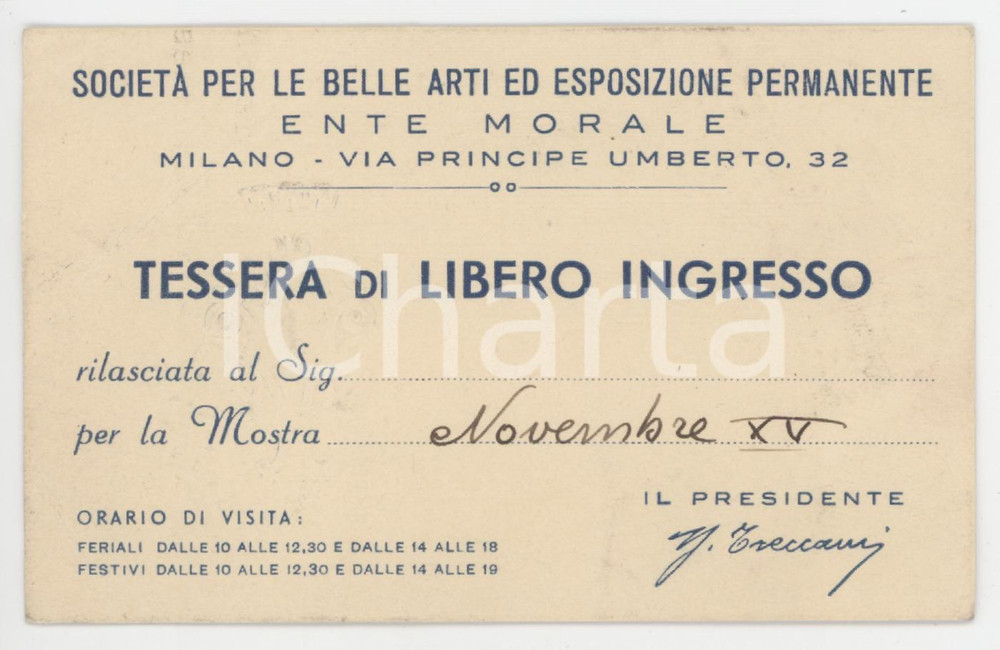 SOCIETÀ PER LE BELLE ARTI ED ESPOSIZIONE PERMANENTE
ENTE MORALE
MILANO - VIA PRINCIPE UMBERTO, 32
TESSERA DI LIBERO INGRESSO
iCharta
rilasciata al Sig.
per la Mostra Novembre XV
IL PRESIDENTE
G. Treccani
ORARIO DI VISITA:
FERIALI DALLE 10 ALLE 12,30 E DALLE 14 ALLE 18
FESTIVI DALLE 10 ALLE 12,30 E DALLE 14 ALLE 19